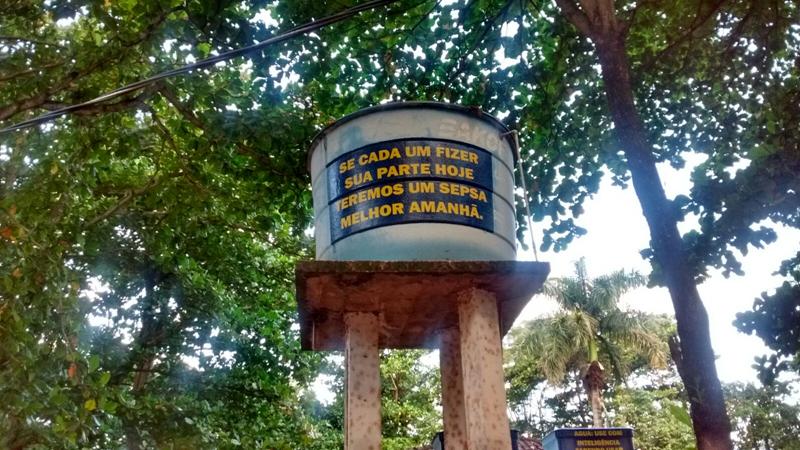 SE CADA UM FIZER
SUA PARTE HOJE
TEREMOS UM SEPSA
MELHOR AMANHÃ.
ÁGUA: USE COM
INTELIGÊNCIA